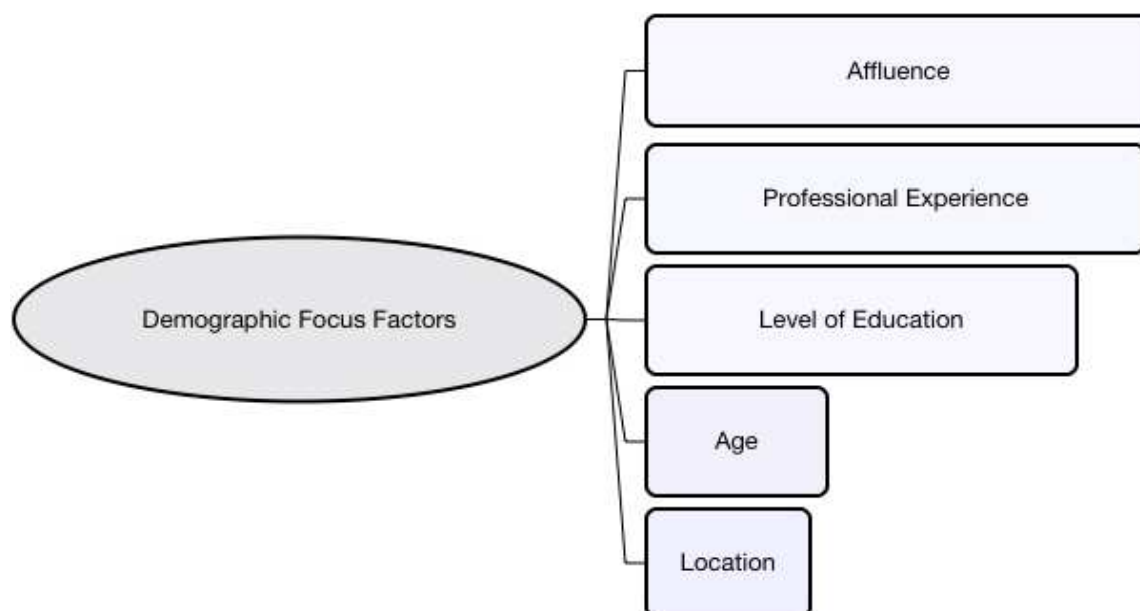 Affluence
Professional Experience
Demographic Focus Factors
Level of Education
Age
Location